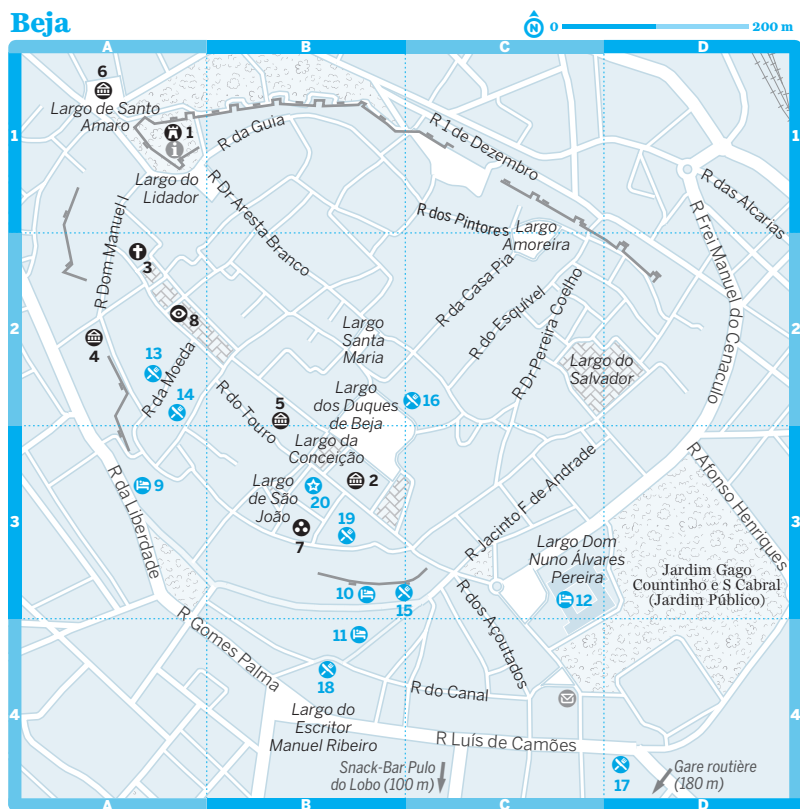 Beja
N 0 200 m
A B C D
6
Largo de Santo
Amaro
1
i
R da Guia
R 1 de Dezembro
1 1
Largo do
Lidador
R Dr Aresta Branco
R das Alcarias
R dos Pintores
Largo
Amoreira
R Frei Manuel do Cenaculo
R Dom Manuel I
3
R da Casa Pia
R do Esquível
R Dr Pereira Coelho
8
2 2
4
13
R da Moeda
14
Largo
Santa
Maria
Largo do
Salvador
R do Touro
5
Largo
dos Duques
de Beja
16
Largo da
Conceição
R da Liberdade
9
Largo
de São
João
20
2
R Jacinto F de Andrade
R Afonso Henriques
3 3
7
19
Largo Dom
Nuno Álvares
Pereira
Jardim Gago
Countinho e S Cabral
(Jardim Público)
10
15
12
R dos Açoutados
R Gomes Palma
11
18
R do Canal
4 4
Largo do
Escritor
Manuel Ribeiro
R Luís de Camões
Snack-Bar Pulo
do Lobo (100 m)
17
Gare routière
(180 m)
A B C D